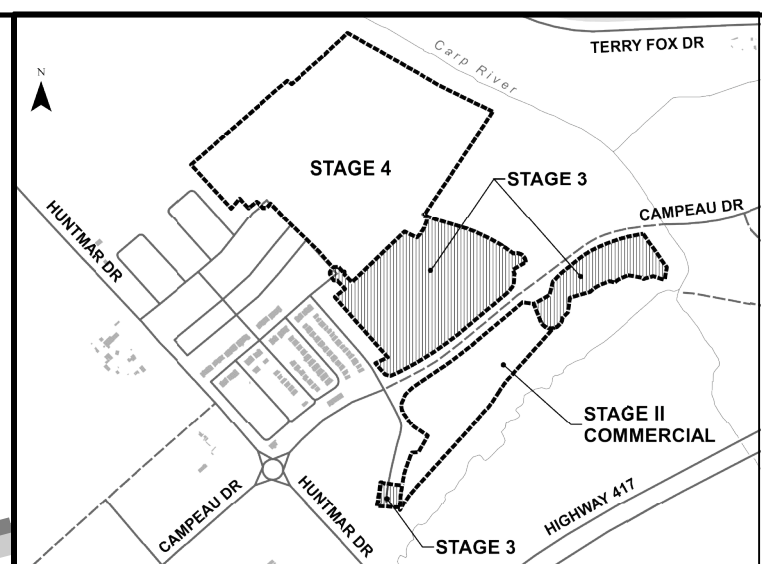 TERRY FOX DR
Carp River
N
STAGE 4
STAGE 3
CAMPEAU DR
HUNTMAR DR
STAGE II
COMMERCIAL
CAMPEAU DR
HUNTMAR DR
HIGHWAY 417
STAGE 3